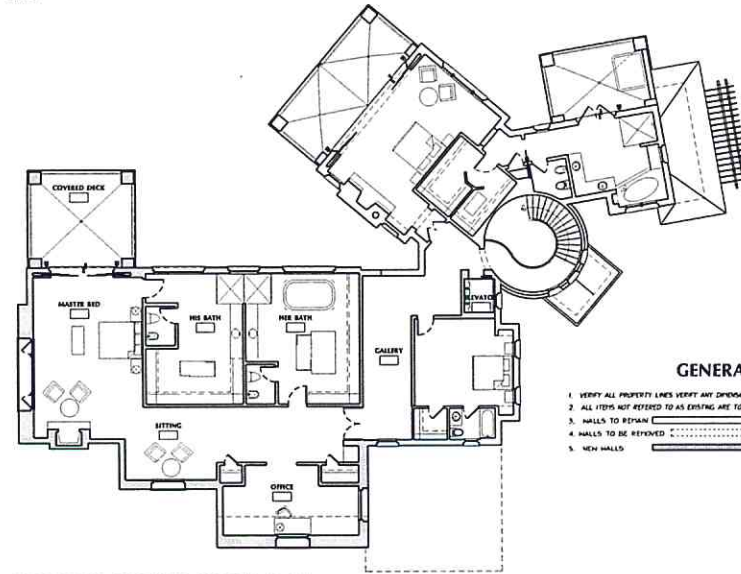 COVERED DECK
MASTER BED
HIS BATH
HER BATH
ELEVATOR
GALLERY
SITTING
OFFICE
GENERA
1. VERIFY ALL PROPERTY LINES VERIFY ANY DIMENS
2. ALL ITEMS NOT REFERED TO AS EXISTING ARE TO
3. WALLS TO REMAIN
4. WALLS TO BE REMOVED
5. NEW WALLS